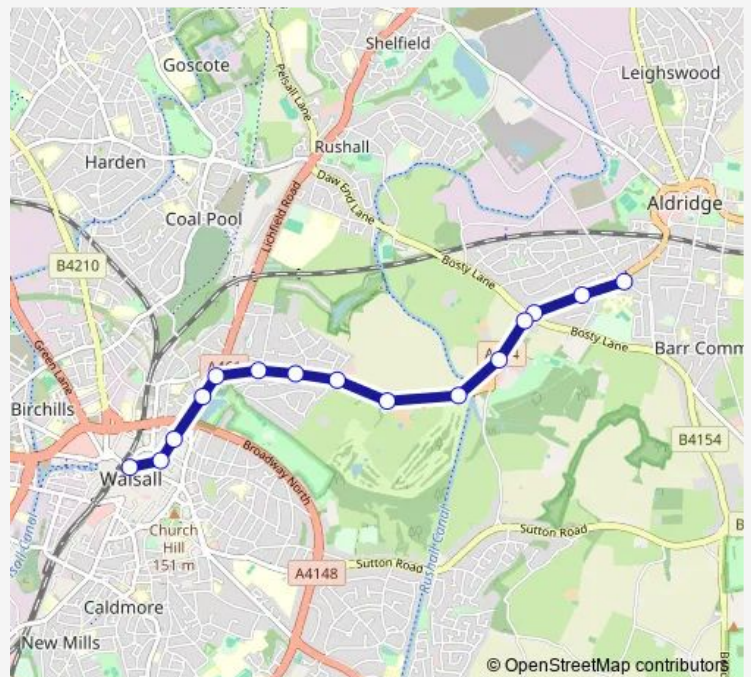 Shelfield
Goscote
Leighswood
Pelsall Lane
Rushall
Harden
Daw End Lane
Aldridge
Coal Pool
Lichfield Road
B4210
Bosty Lane
Green Lane
Bosty Lane
Barr Comm
A461
Birchills
B4154
Broadway North
Walsall
Church
Hill
151 m
Sutton Road
Rushall Canal
Sutton Road
A4148
Caldmore
New Mills
© OpenStreetMap contributors